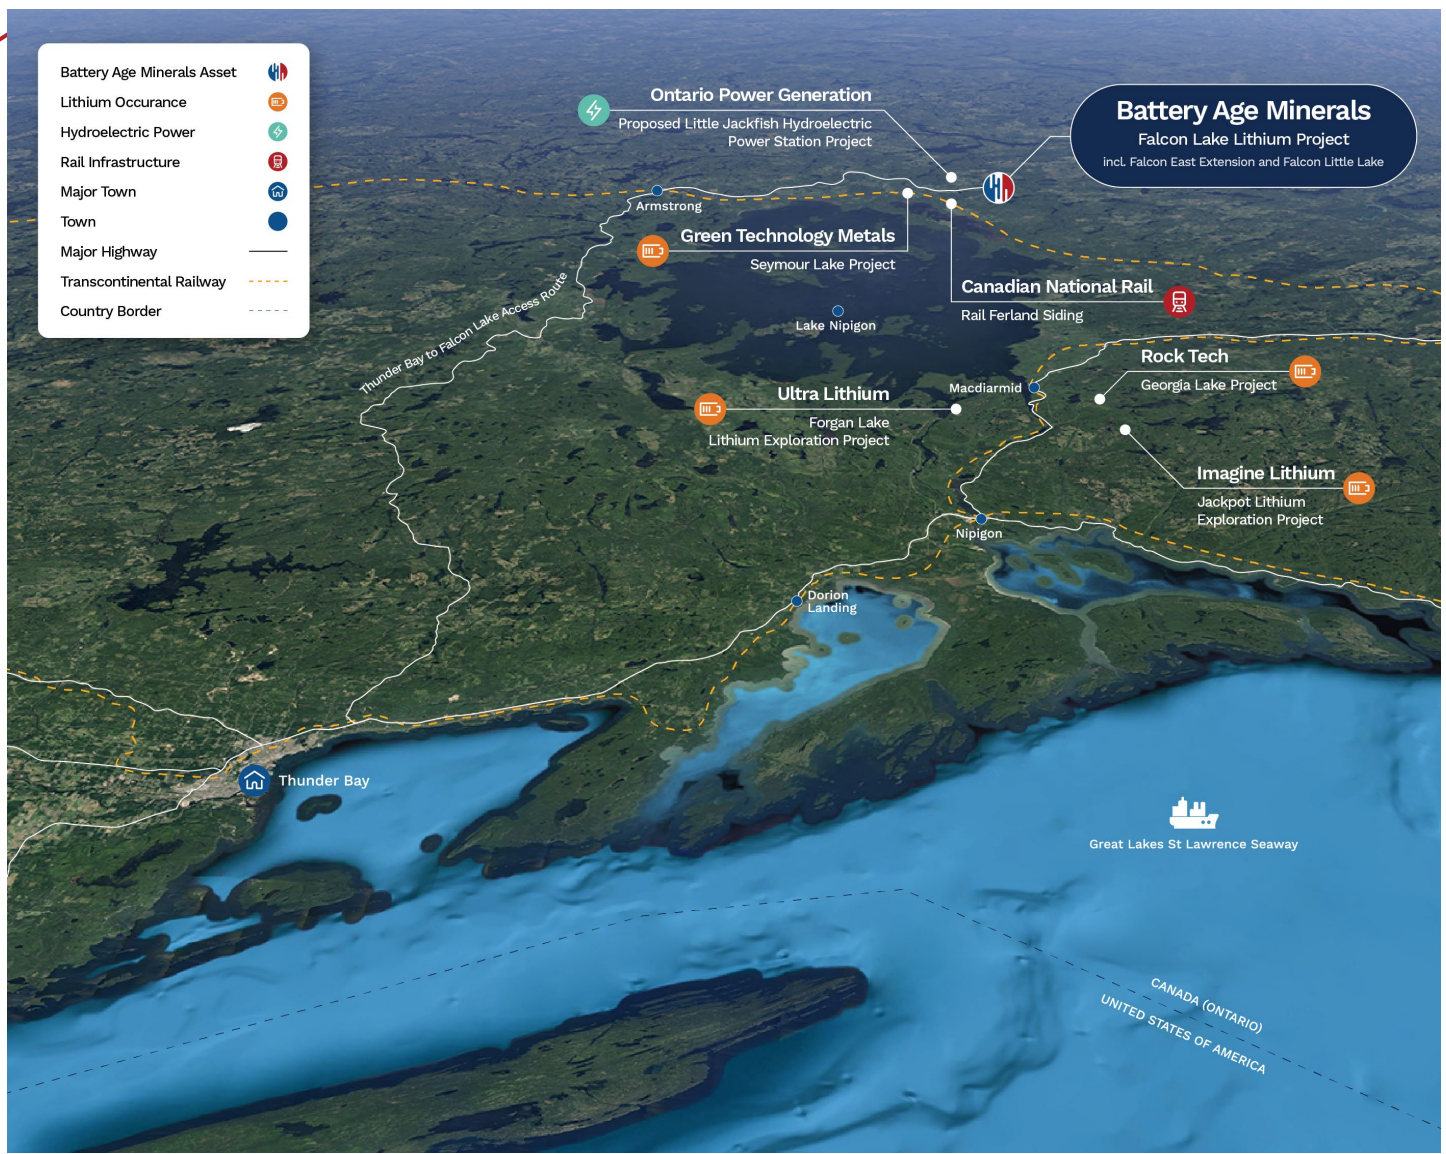 Battery Age Minerals Asset
Lithium Occurance
Hydroelectric Power
Rail Infrastructure
Major Town
Town
Major Highway
Transcontinental Railway
Country Border
Ontario Power Generation
Proposed Little Jackfish Hydroelectric
Power Station Project
Battery Age Minerals
Falcon Lake Lithium Project
incl. Falcon East Extension and Falcon Little Lake
Armstrong
Green Technology Metals
Seymour Lake Project
Canadian National Rail
Rail Ferland Siding
Thunder Bay to Falcon Lake Access Route
Lake Nipigon
Rock Tech
Georgia Lake Project
Macdiarmid
Ultra Lithium
Forgan Lake
Lithium Exploration Project
Imagine Lithium
Jackpot Lithium
Exploration Project
Nipigon
Dorion
Landing
Thunder Bay
Great Lakes St Lawrence Seaway
CANADA (ONTARIO)
UNITED STATES OF AMERICA